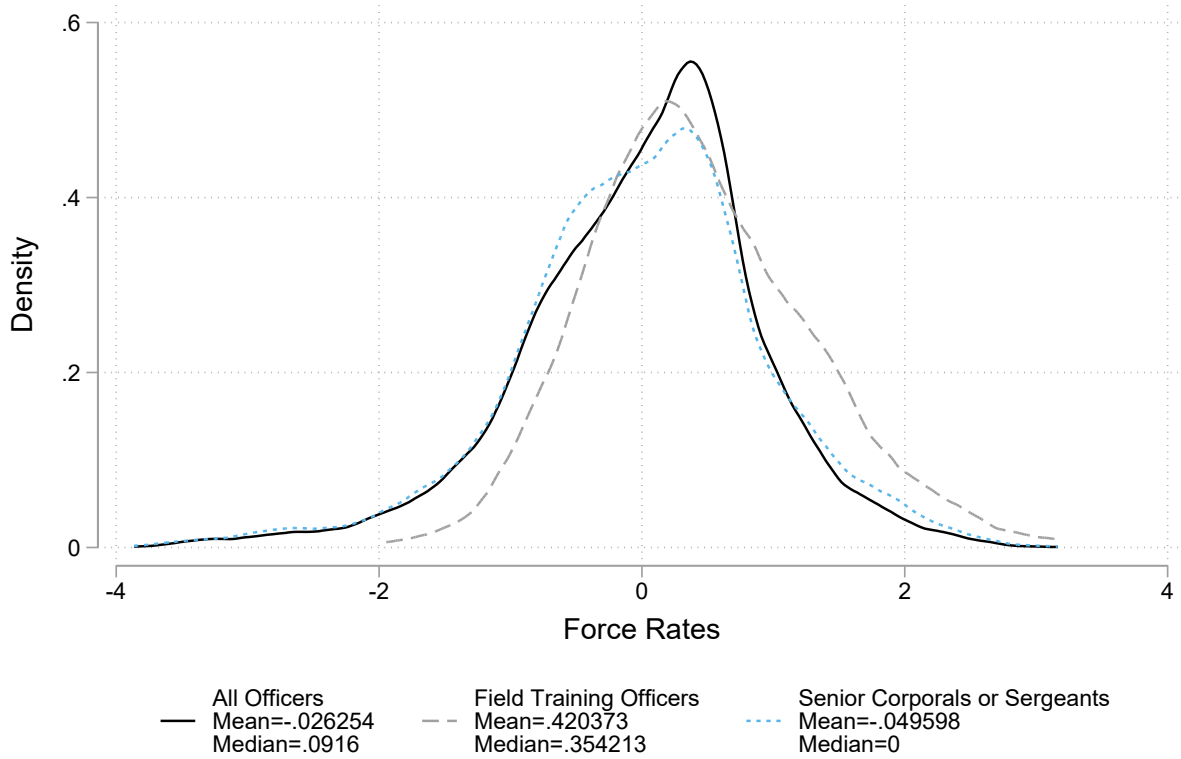 .6
.4
.2
0
Density
-4 -2 0 2 4
Force Rates
All Officers Field Training Officers Senior Corporals or Sergeants
Mean=-.026254 Mean=.420373 Mean=-.049598
Median=.0916 Median=.354213 Median=0